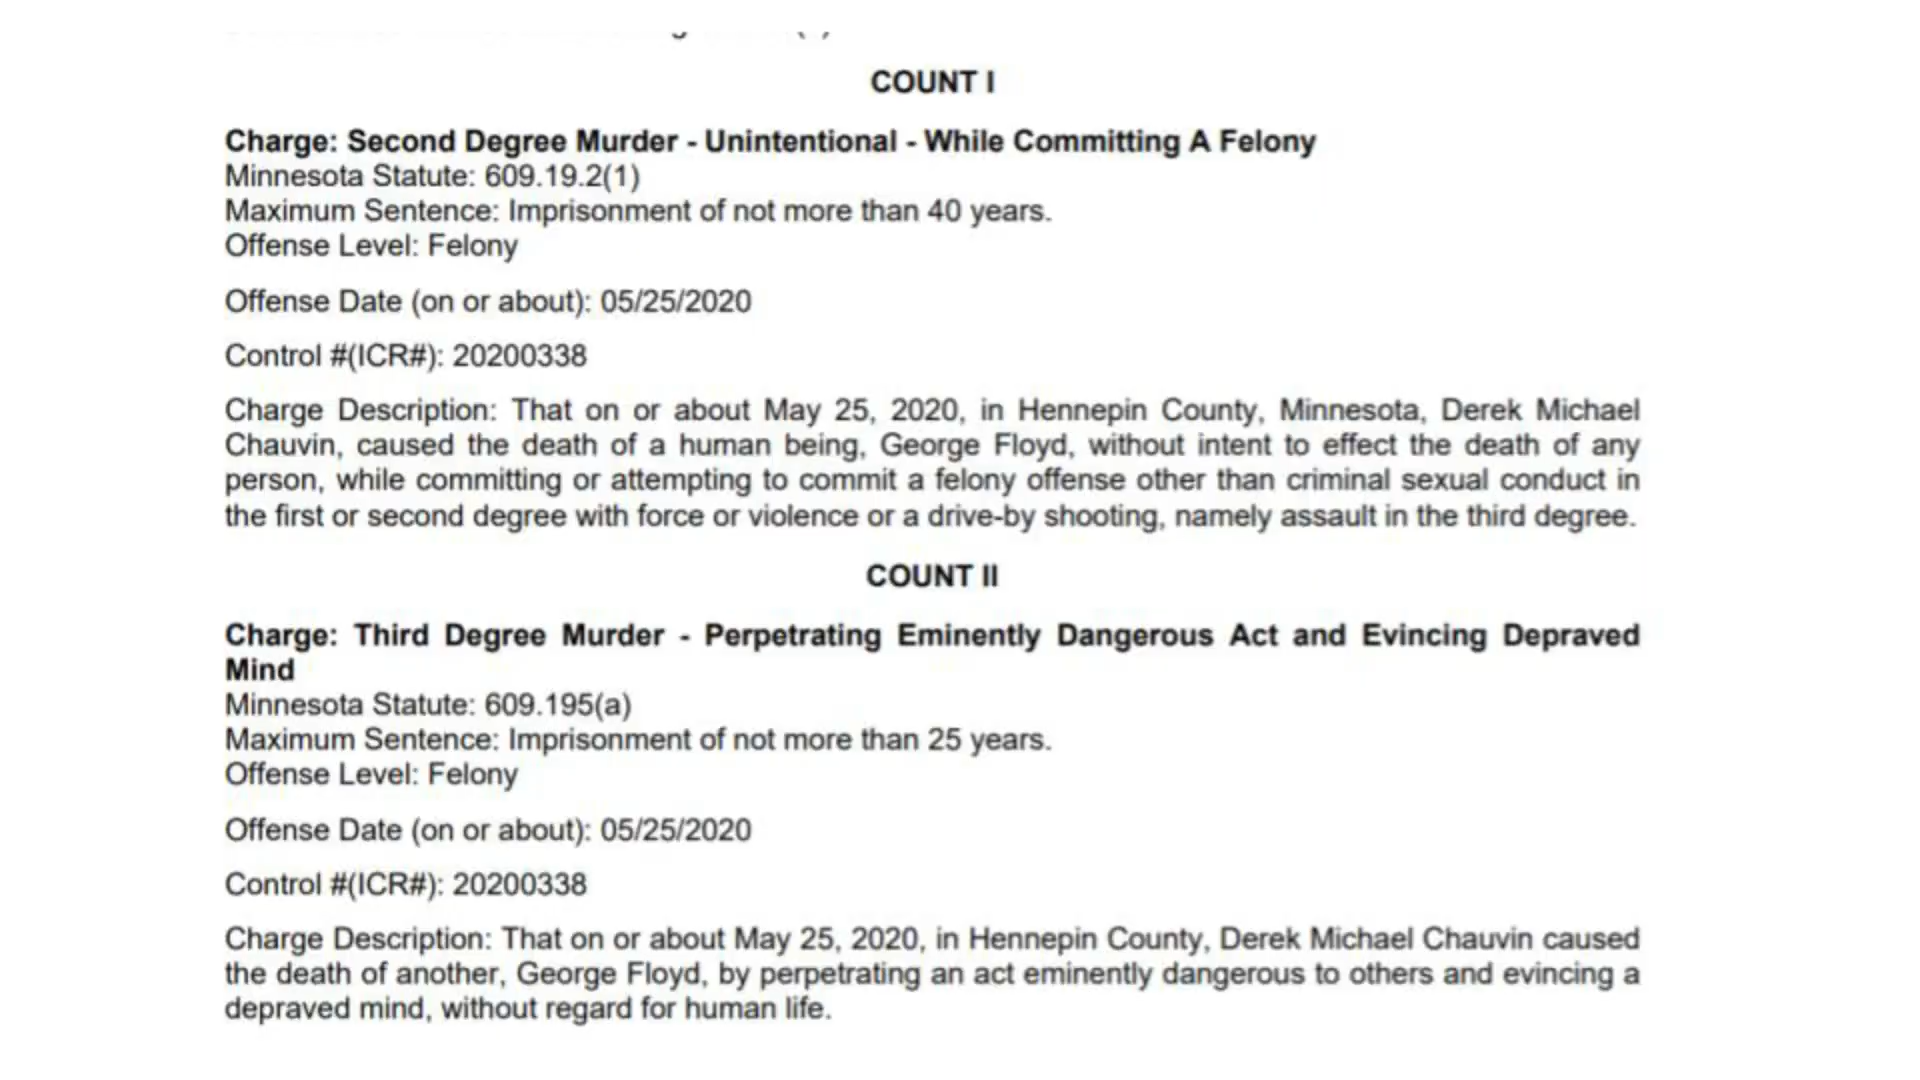 COUNT I
Charge: Second Degree Murder - Unintentional - While Committing A Felony
Minnesota Statute: 609.19.2(1)
Maximum Sentence: Imprisonment of not more than 40 years.
Offense Level: Felony
Offense Date (on or about): 05/25/2020
Control #(ICR#): 20200338
Charge Description: That on or about May 25, 2020, in Hennepin County, Minnesota, Derek Michael
Chauvin, caused the death of a human being, George Floyd, without intent to effect the death of any
person, while committing or attempting to commit a felony offense other than criminal sexual conduct in
the first or second degree with force or violence or a drive-by shooting, namely assault in the third degree.
COUNT II
Charge: Third Degree Murder - Perpetrating Eminently Dangerous Act and Evincing Depraved
Mind
Minnesota Statute: 609.195(a)
Maximum Sentence: Imprisonment of not more than 25 years.
Offense Level: Felony
Offense Date (on or about): 05/25/2020
Control #(ICR#): 20200338
Charge Description: That on or about May 25, 2020, in Hennepin County, Derek Michael Chauvin caused
the death of another, George Floyd, by perpetrating an act eminently dangerous to others and evincing a
depraved mind, without regard for human life.